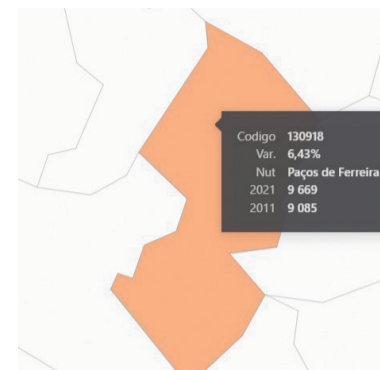 Codigo 130918
Var. 6,43%
Nut Paços de Ferreira
2021 9 669
2011 9 085